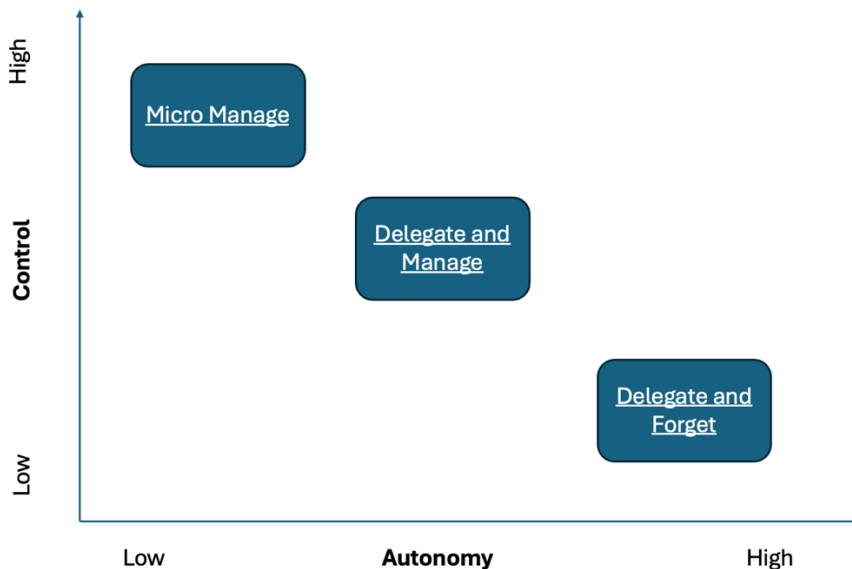 High
Micro Manage
Control
Delegate and
Manage
Delegate and
Forget
Low
Low
Autonomy
High